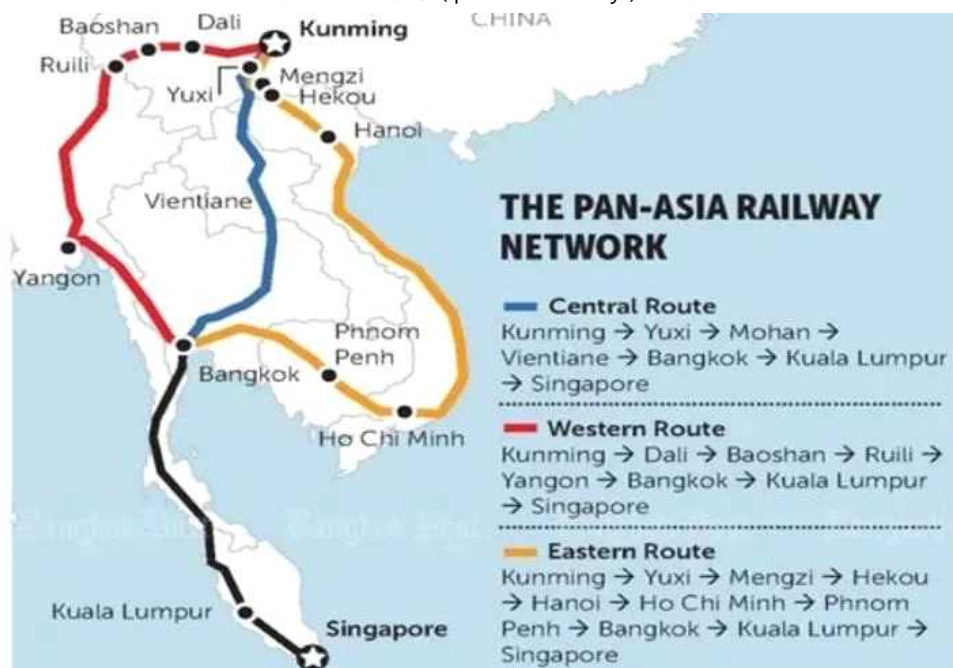 CHINA
Baoshan
Dali
Kunming
Ruili
Yuxi
Mengzi
Hekou
Hanoi
Vientiane
Yangon
Phnom
Penh
Bangkok
Ho Chi Minh
Kuala Lumpur
Singapore
THE PAN-ASIA RAILWAY
NETWORK
Central Route
Kunming → Yuxi → Mohan →
Vientiane → Bangkok → Kuala Lumpur
→ Singapore
Western Route
Kunming → Dali → Baoshan → Ruili →
Yangon → Bangkok → Kuala Lumpur
→ Singapore
Eastern Route
Kunming → Yuxi → Mengzi → Hekou
→ Hanoi → Ho Chi Minh → Phnom
Penh → Bangkok → Kuala Lumpur →
Singapore